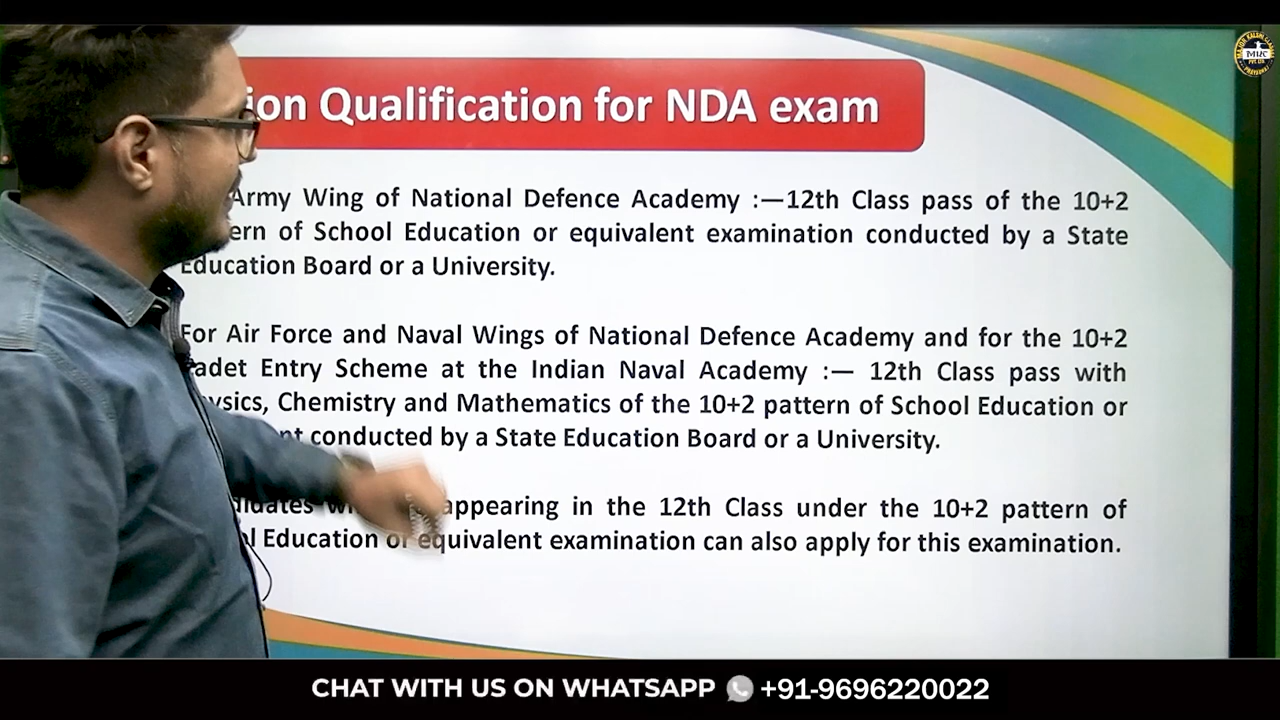 Qualification for NDA exam
Army Wing of National Defence Academy :—12th Class pass of the 10+2
of School Education or equivalent examination conducted by a State
Education Board or a University.
For Air Force and Naval Wings of National Defence Academy and for the 10+2
Entry Scheme at the Indian Naval Academy :— 12th Class pass with
Chemistry and Mathematics of the 10+2 pattern of School Education or
conducted by a State Education Board or a University.
appearing in the 12th Class under the 10+2 pattern of
Education or equivalent examination can also apply for this examination.
CHAT WITH US ON WHATSAPP +91-9696220022